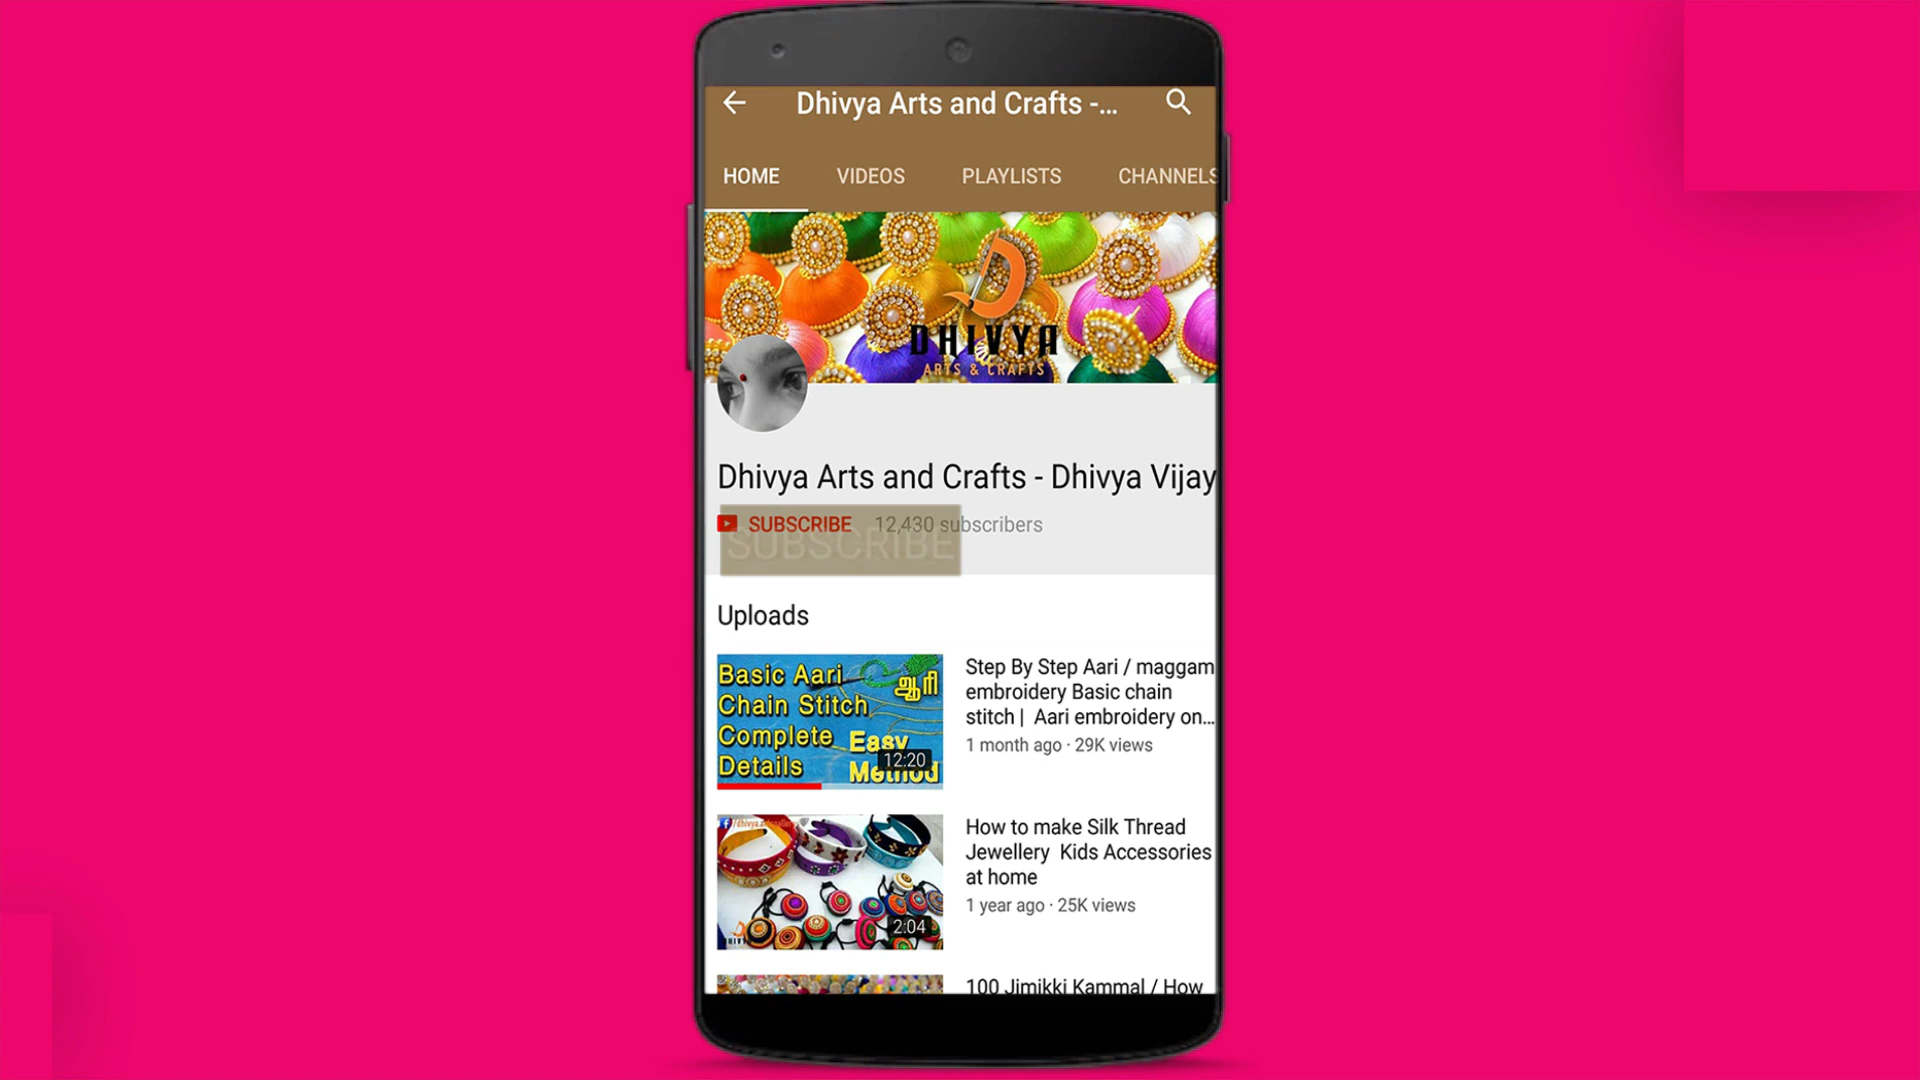 Dhivya Arts and Crafts -...
HOME VIDEOS PLAYLISTS CHANNELS
DHIVYA
ARTS & CRAFTS
Dhivya Arts and Crafts - Dhivya Vijay
SUBSCRIBE 12,430 subscribers
SUBSCRIBE
Uploads
Basic Aari
ஆரி
Chain Stitch
Complete
Easy
Details
Method
12:20
Step By Step Aari / maggam
embroidery Basic chain
stitch | Aari embroidery on...
1 month ago · 29K views
2:04
How to make Silk Thread
Jewellery Kids Accessories
at home
1 year ago · 25K views
100 Jimikki Kammal / How